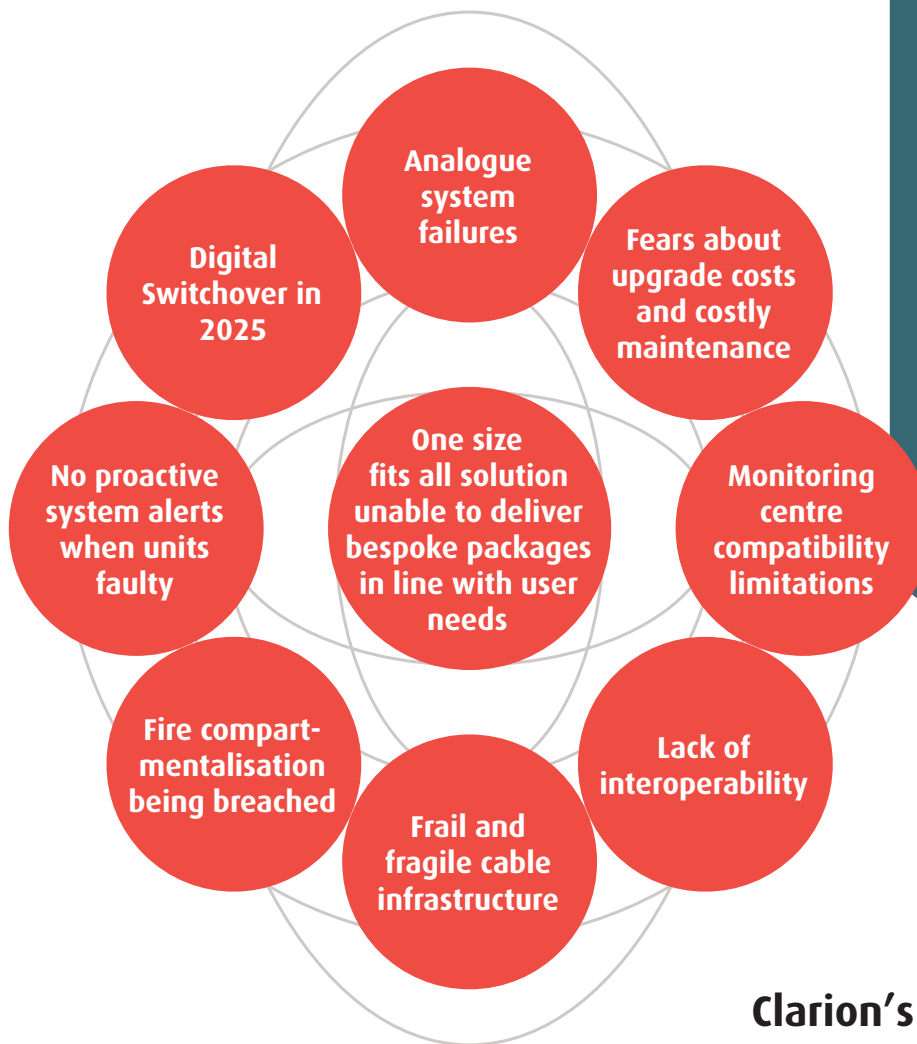 Analogue
system
failures
Digital
Switchover in
2025
Fears about
upgrade costs
and costly
maintenance
No proactive
system alerts
when units
faulty
One size
fits all solution
unable to deliver
bespoke packages
in line with user
needs
Monitoring
centre
compatibility
limitations
Fire compart-
mentalisation
being breached
Lack of
interoperability
Frail and
fragile cable
infrastructure
Clarion's